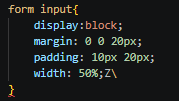 form input{
display:block;
margin: 0 0 20px;
padding: 10px 20px;
width: 50%;Z\
}